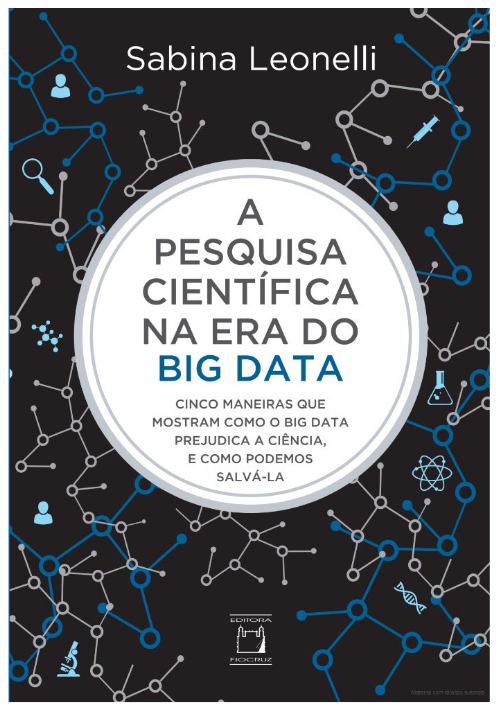 Sabina Leonelli
A
PESQUISA
CIENTÍFICA
NA ERA DO
BIG DATA
CINCO MANEIRAS QUE
MOSTRAM COMO O BIG DATA
PREJUDICA A CIÊNCIA,
E COMO PODEMOS
SALVÁ-LA
EDITORA
FIOCRUZ